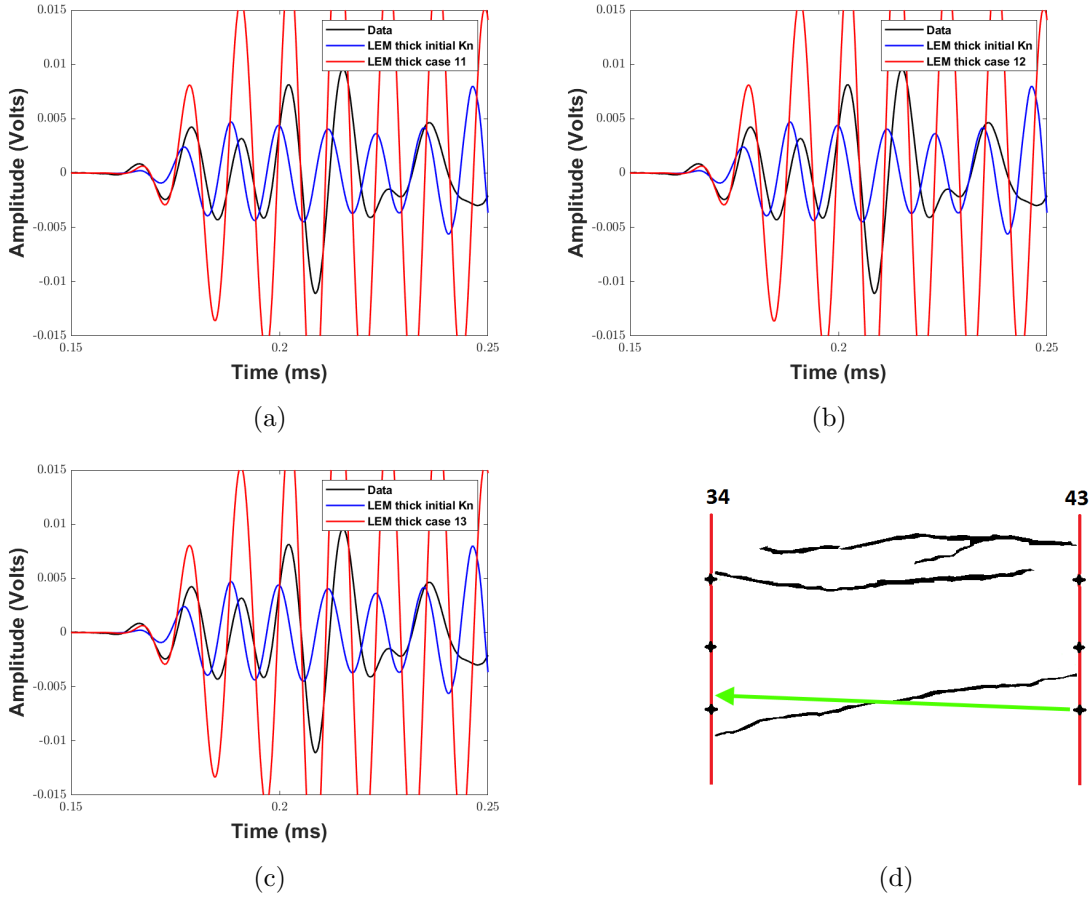 0.015
0.01
0.005
0
-0.005
-0.01
-0.015
Amplitude (Volts)
Data
LEM thick initial Kn
LEM thick case 11
0.15
0.2
0.25
Time (ms)
(a)
0.015
0.01
0.005
0
-0.005
-0.01
-0.015
Amplitude (Volts)
Data
LEM thick initial Kn
LEM thick case 12
0.15
0.2
0.25
Time (ms)
(b)
0.015
0.01
0.005
0
-0.005
-0.01
-0.015
Amplitude (Volts)
Data
LEM thick initial Kn
LEM thick case 13
0.15
0.2
0.25
Time (ms)
(c)
34
43
(d)